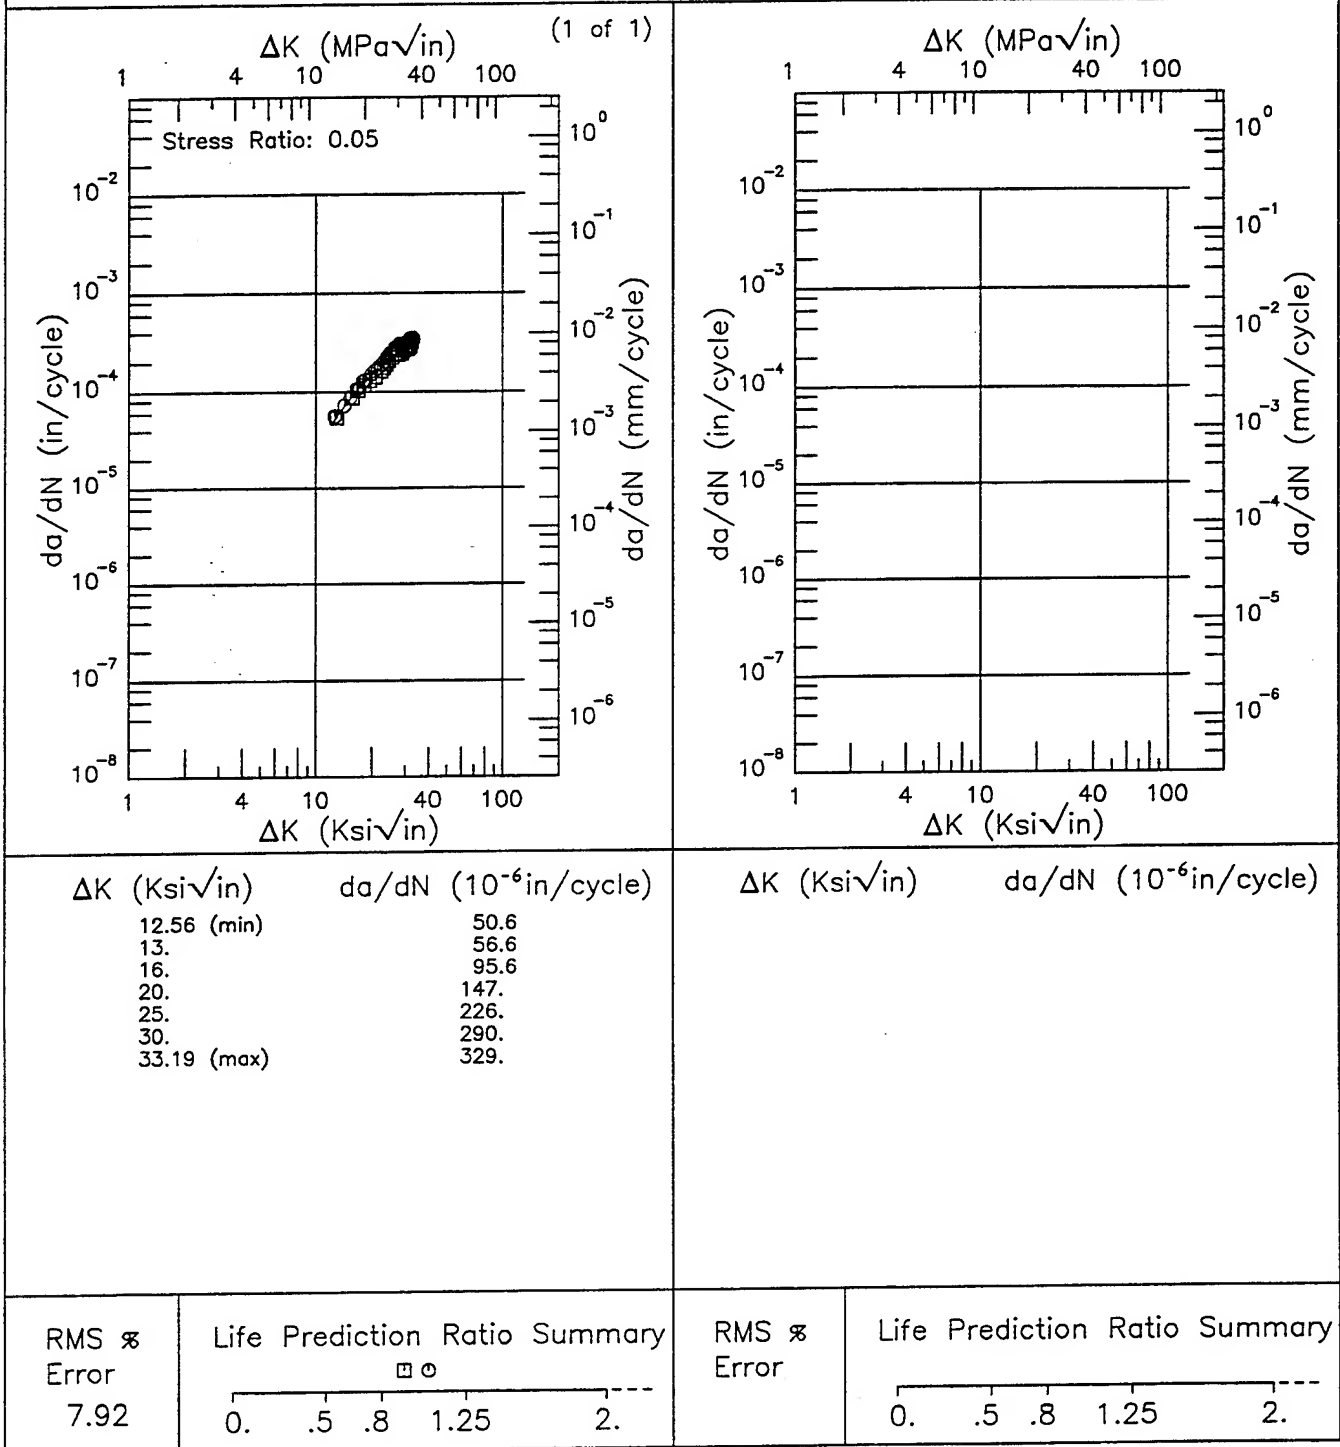 (1 of 1)
ΔK (MPa√in)
1 4 10 40 100
Stress Ratio: 0.05
da/dN (in/cycle)
10⁻²
10⁻³
10⁻⁴
10⁻⁵
10⁻⁶
10⁻⁷
10⁻⁸
10⁰
10⁻¹
10⁻²
10⁻³
10⁻⁴
10⁻⁵
10⁻⁶
da/dN (mm/cycle)
1 4 10 40 100
ΔK (Ksi√in)
ΔK (MPa√in)
1 4 10 40 100
da/dN (in/cycle)
10⁻²
10⁻³
10⁻⁴
10⁻⁵
10⁻⁶
10⁻⁷
10⁻⁸
10⁰
10⁻¹
10⁻²
10⁻³
10⁻⁴
10⁻⁵
10⁻⁶
da/dN (mm/cycle)
1 4 10 40 100
ΔK (Ksi√in)
ΔK (Ksi√in) da/dN (10⁻⁶in/cycle)
12.56 (min) 50.6
13. 56.6
16. 95.6
20. 147.
25. 226.
30. 290.
33.19 (max) 329.
ΔK (Ksi√in) da/dN (10⁻⁶in/cycle)
RMS %
Error
7.92
Life Prediction Ratio Summary
0. .5 .8 1.25 2.
RMS %
Error
Life Prediction Ratio Summary
0. .5 .8 1.25 2.